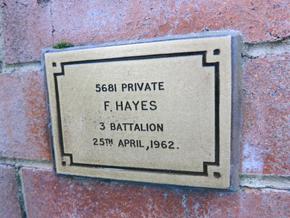 5681 PRIVATE
F. HAYES
3 BATTALION
25TH APRIL, 1962.